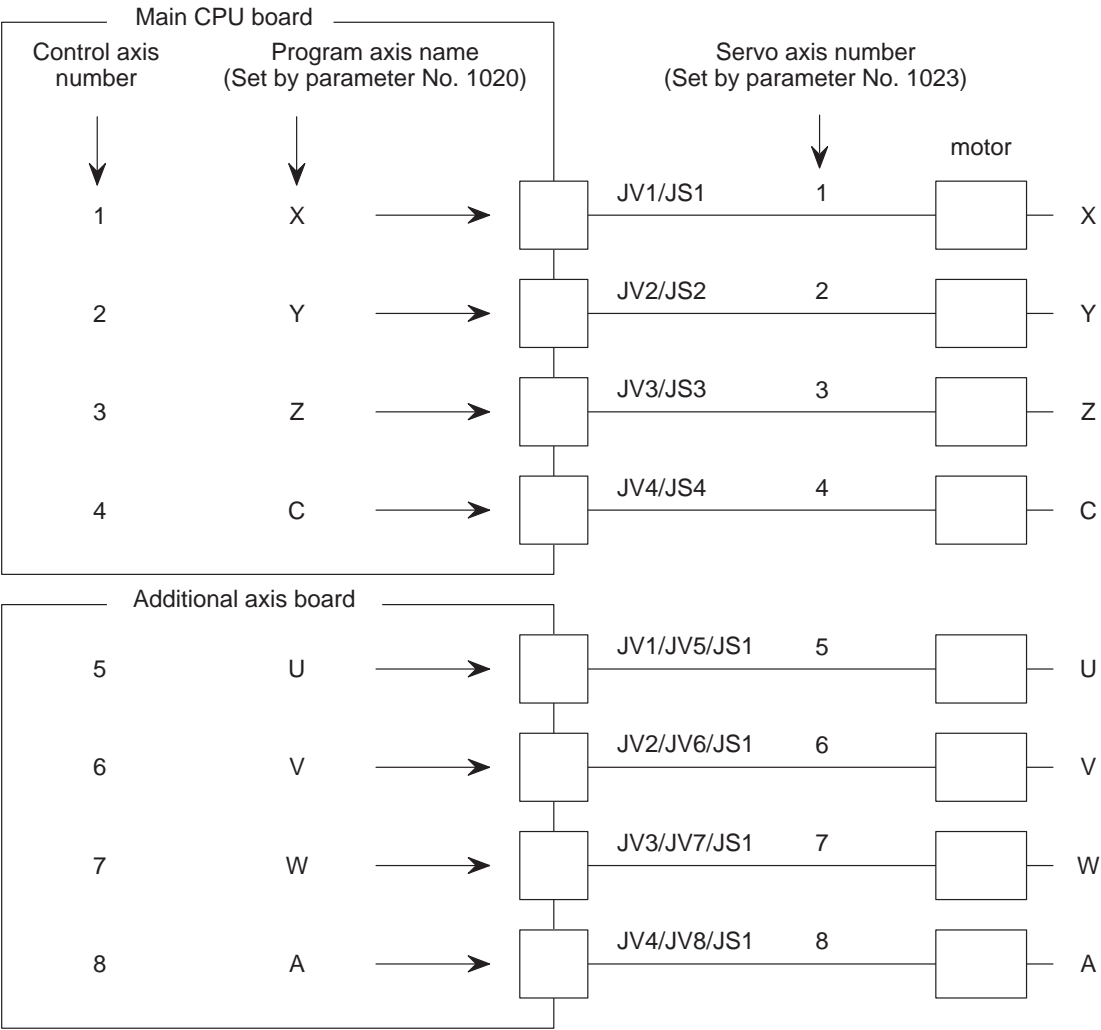 Main CPU board
Control axis number
Program axis name
(Set by parameter No. 1020)
Servo axis number
(Set by parameter No. 1023)
motor
1 X JV1/JS1 1 X
2 Y JV2/JS2 2 Y
3 Z JV3/JS3 3 Z
4 C JV4/JS4 4 C
Additional axis board
5 U JV1/JV5/JS1 5 U
6 V JV2/JV6/JS1 6 V
7 W JV3/JV7/JS1 7 W
8 A JV4/JV8/JS1 8 A